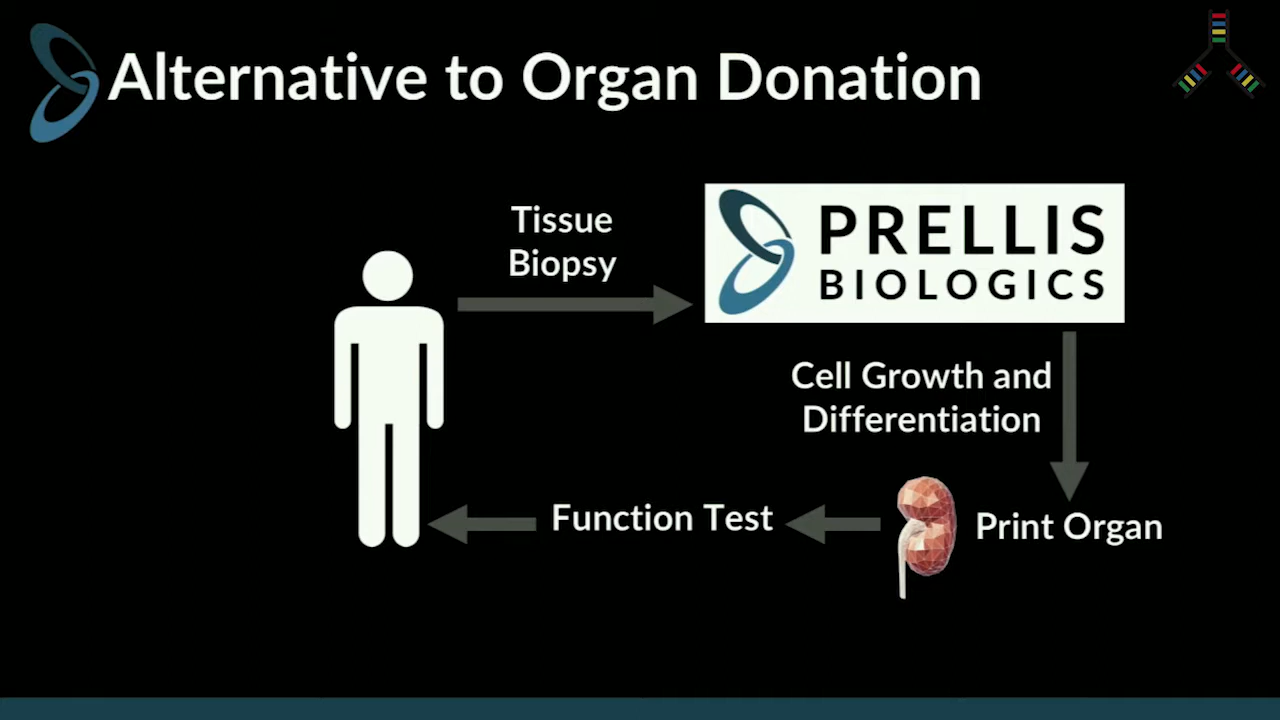 Alternative to Organ Donation
Tissue
Biopsy
PRELLIS
BIOLOGICS
Cell Growth and
Differentiation
Function Test
Print Organ